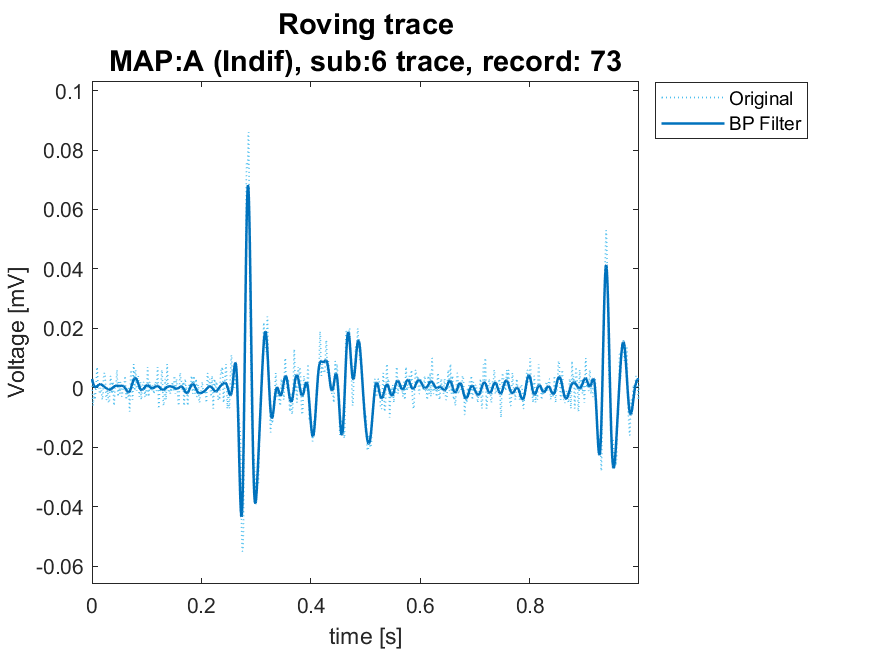 Roving trace
MAP:A (Indif), sub:6 trace, record: 73
Original
BP Filter
0.1
0.08
0.06
0.04
0.02
0
-0.02
-0.04
-0.06
Voltage [mV]
0 0.2 0.4 0.6 0.8
time [s]